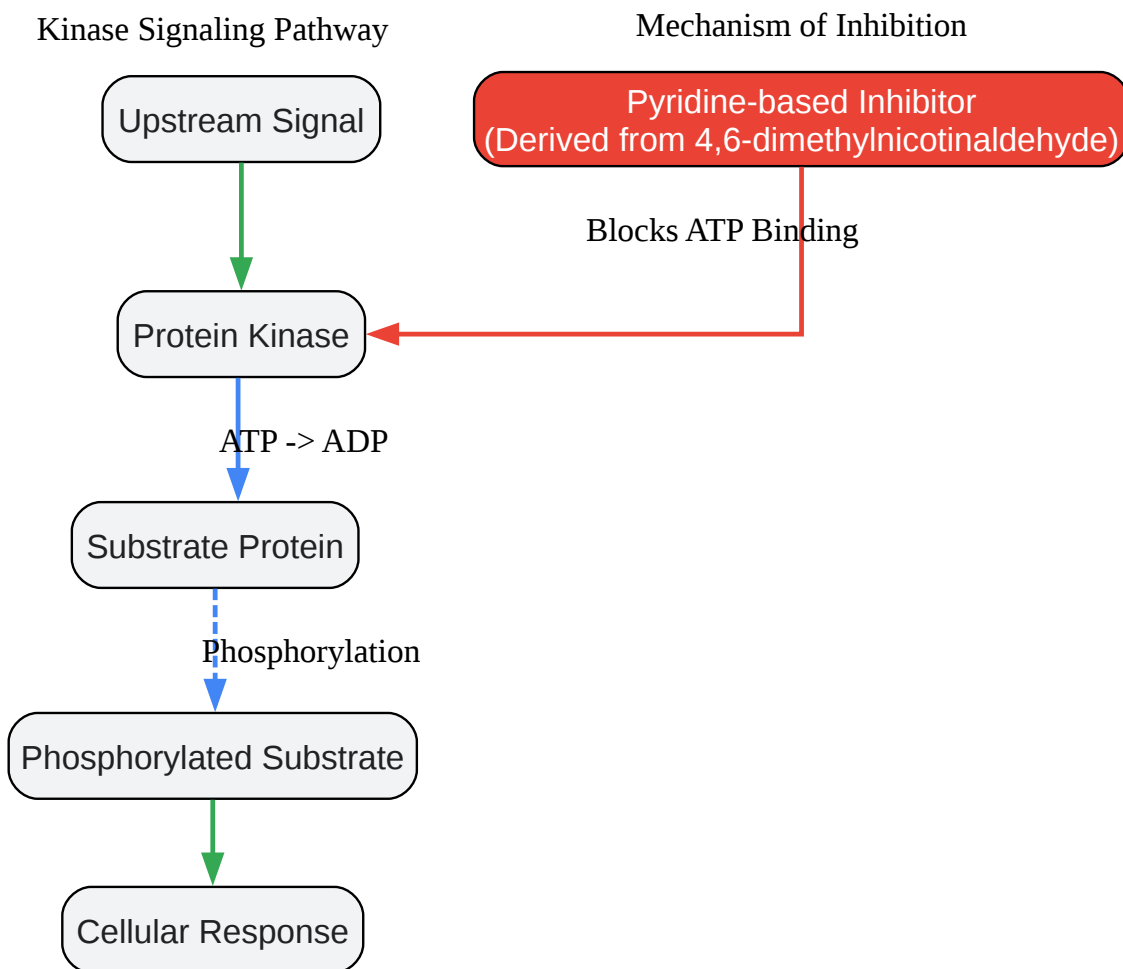 Kinase Signaling Pathway
Mechanism of Inhibition
Upstream Signal
Pyridine-based Inhibitor
(Derived from 4,6-dimethylnicotinaldehyde)
Blocks ATP Binding
Protein Kinase
ATP -> ADP
Substrate Protein
Phosphorylation
Phosphorylated Substrate
Cellular Response